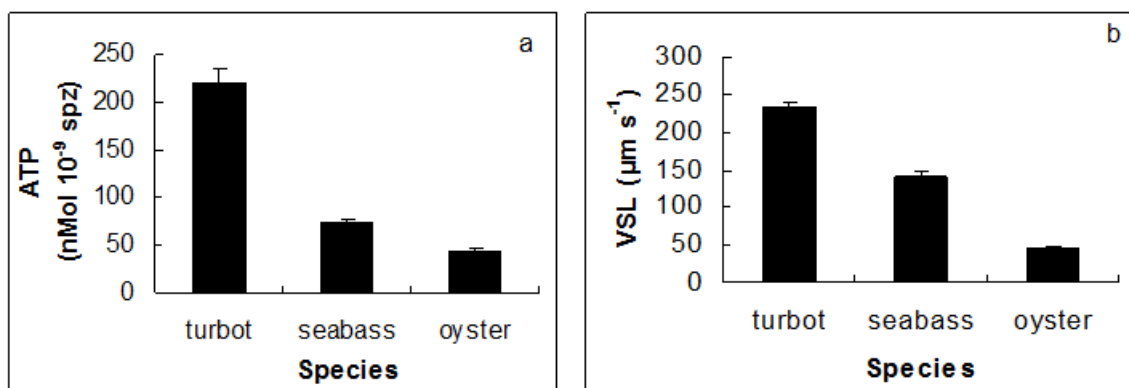 a
250
200
150
100
50
0
ATP
(nMol 10⁻⁹ spz)
turbot seabass oyster
Species
b
300
250
200
150
100
50
0
VSL (µm s⁻¹)
turbot seabass oyster
Species